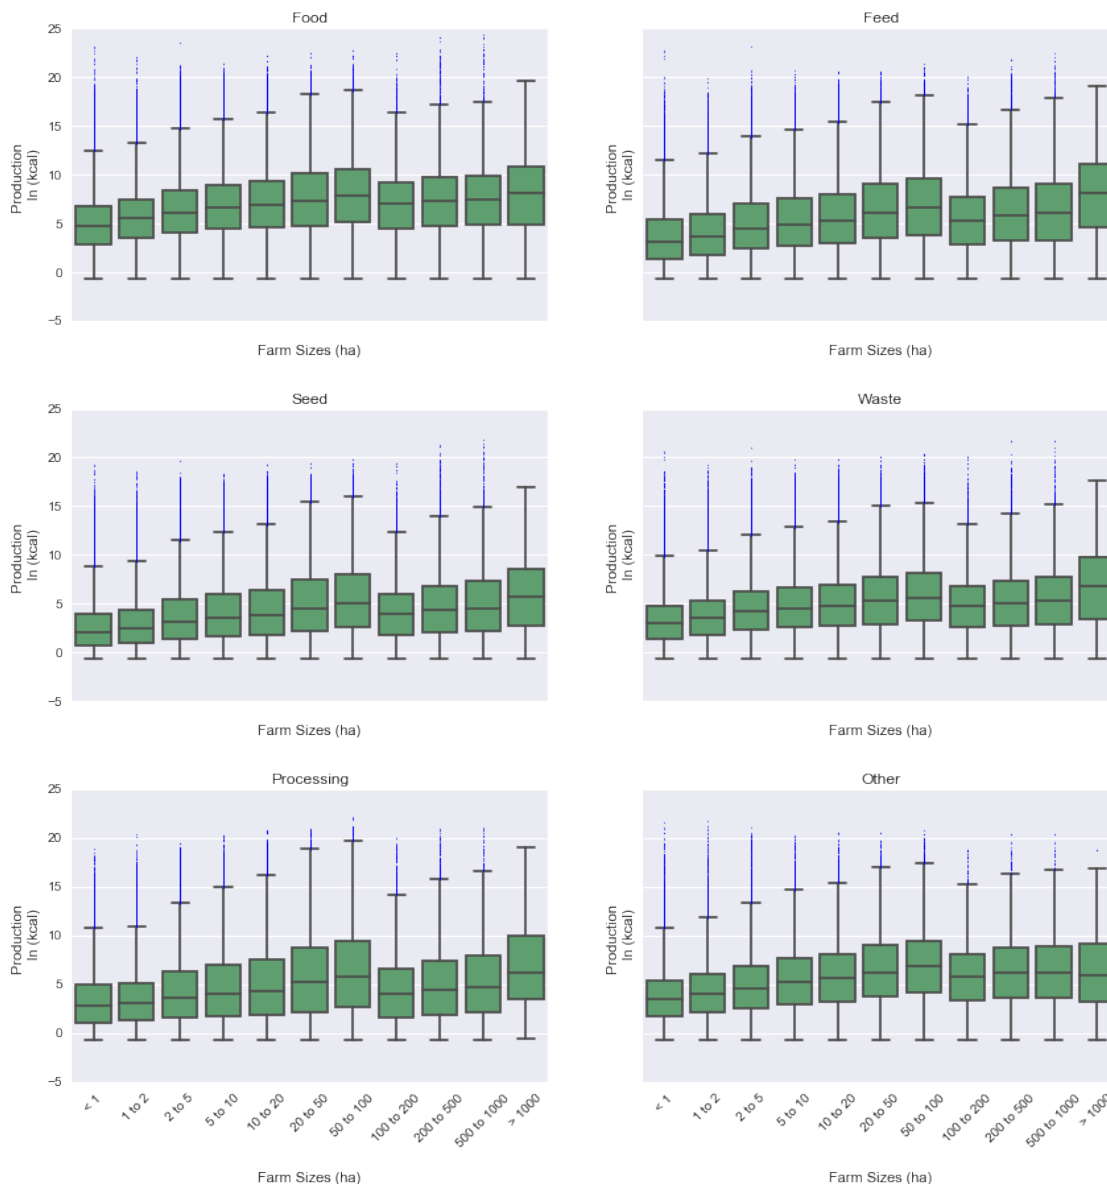 Food
25
20
15
10
5
0
−5
Production
ln (kcal)
Farm Sizes (ha)
Feed
Production
ln (kcal)
Farm Sizes (ha)
Seed
25
20
15
10
5
0
−5
Production
ln (kcal)
Farm Sizes (ha)
Waste
Production
ln (kcal)
Farm Sizes (ha)
Processing
25
20
15
10
5
0
−5
Production
ln (kcal)
< 1
1 to 2
2 to 5
5 to 10
10 to 20
20 to 50
50 to 100
100 to 200
200 to 500
500 to 1000
> 1000
Farm Sizes (ha)
Other
Production
ln (kcal)
< 1
1 to 2
2 to 5
5 to 10
10 to 20
20 to 50
50 to 100
100 to 200
200 to 500
500 to 1000
> 1000
Farm Sizes (ha)